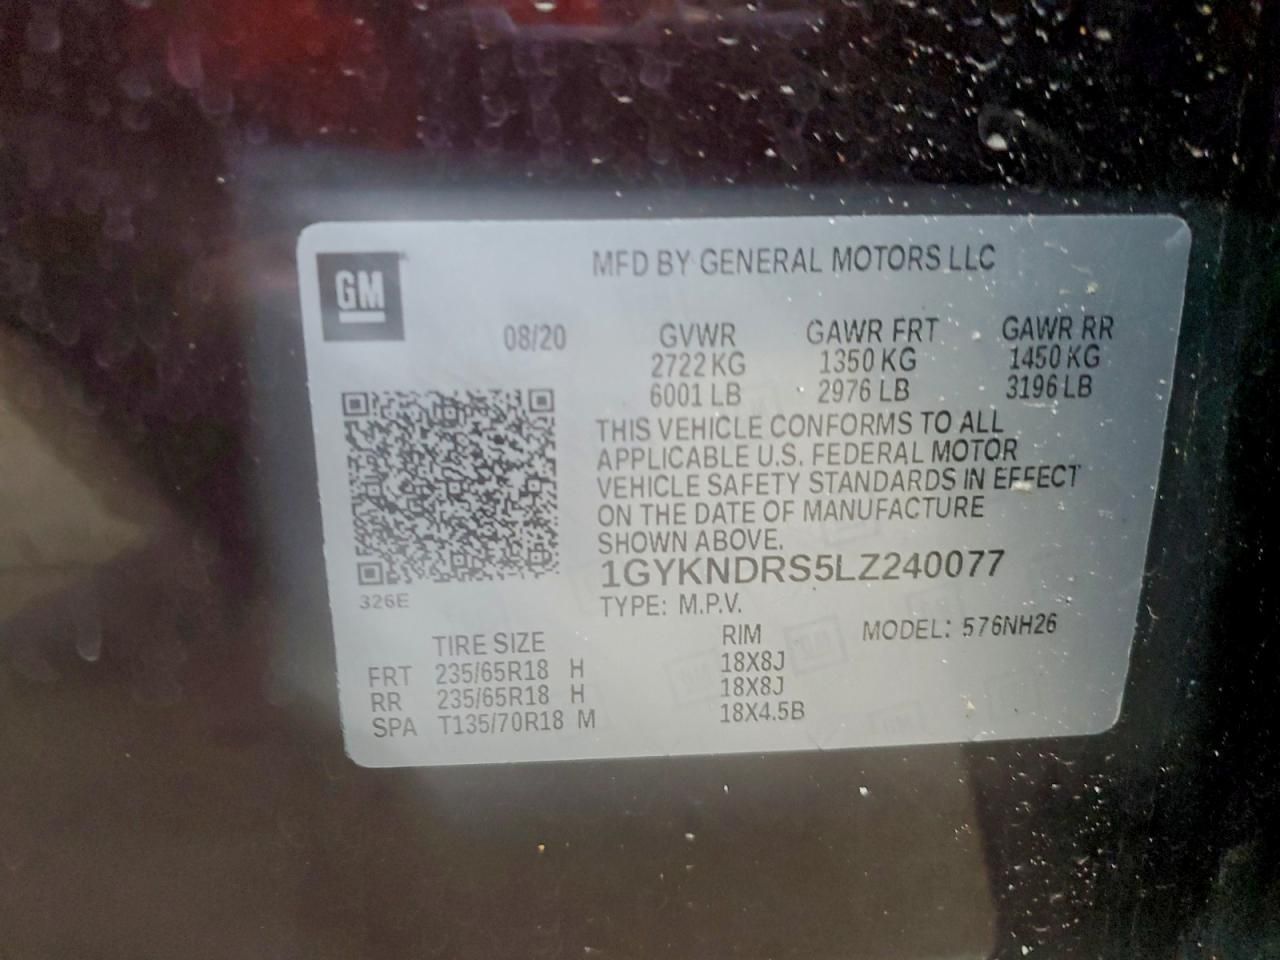 GM
MFD BY GENERAL MOTORS LLC
08/20 GVWR GAWR FRT GAWR RR
2722 KG 1350 KG 1450 KG
6001 LB 2976 LB 3196 LB
THIS VEHICLE CONFORMS TO ALL
APPLICABLE U.S. FEDERAL MOTOR
VEHICLE SAFETY STANDARDS IN EFFECT
ON THE DATE OF MANUFACTURE
SHOWN ABOVE.
1GYKNDRS5LZ240077
326E
TYPE: M.P.V.
TIRE SIZE RIM MODEL: 576NH26
FRT 235/65R18 H 18X8J
RR 235/65R18 H 18X8J
SPA T135/70R18 M 18X4.5B